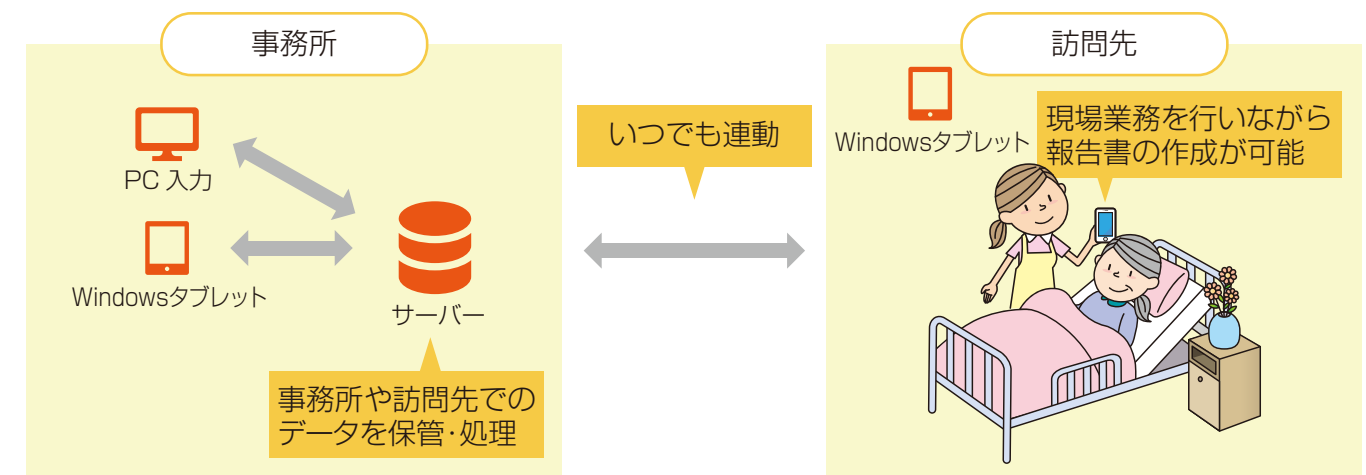 事務所
PC 入力
Windowsタブレット
サーバー
事務所や訪問先での
データを保管・処理
いつでも連動
訪問先
Windowsタブレット
現場業務を行いながら
報告書の作成が可能